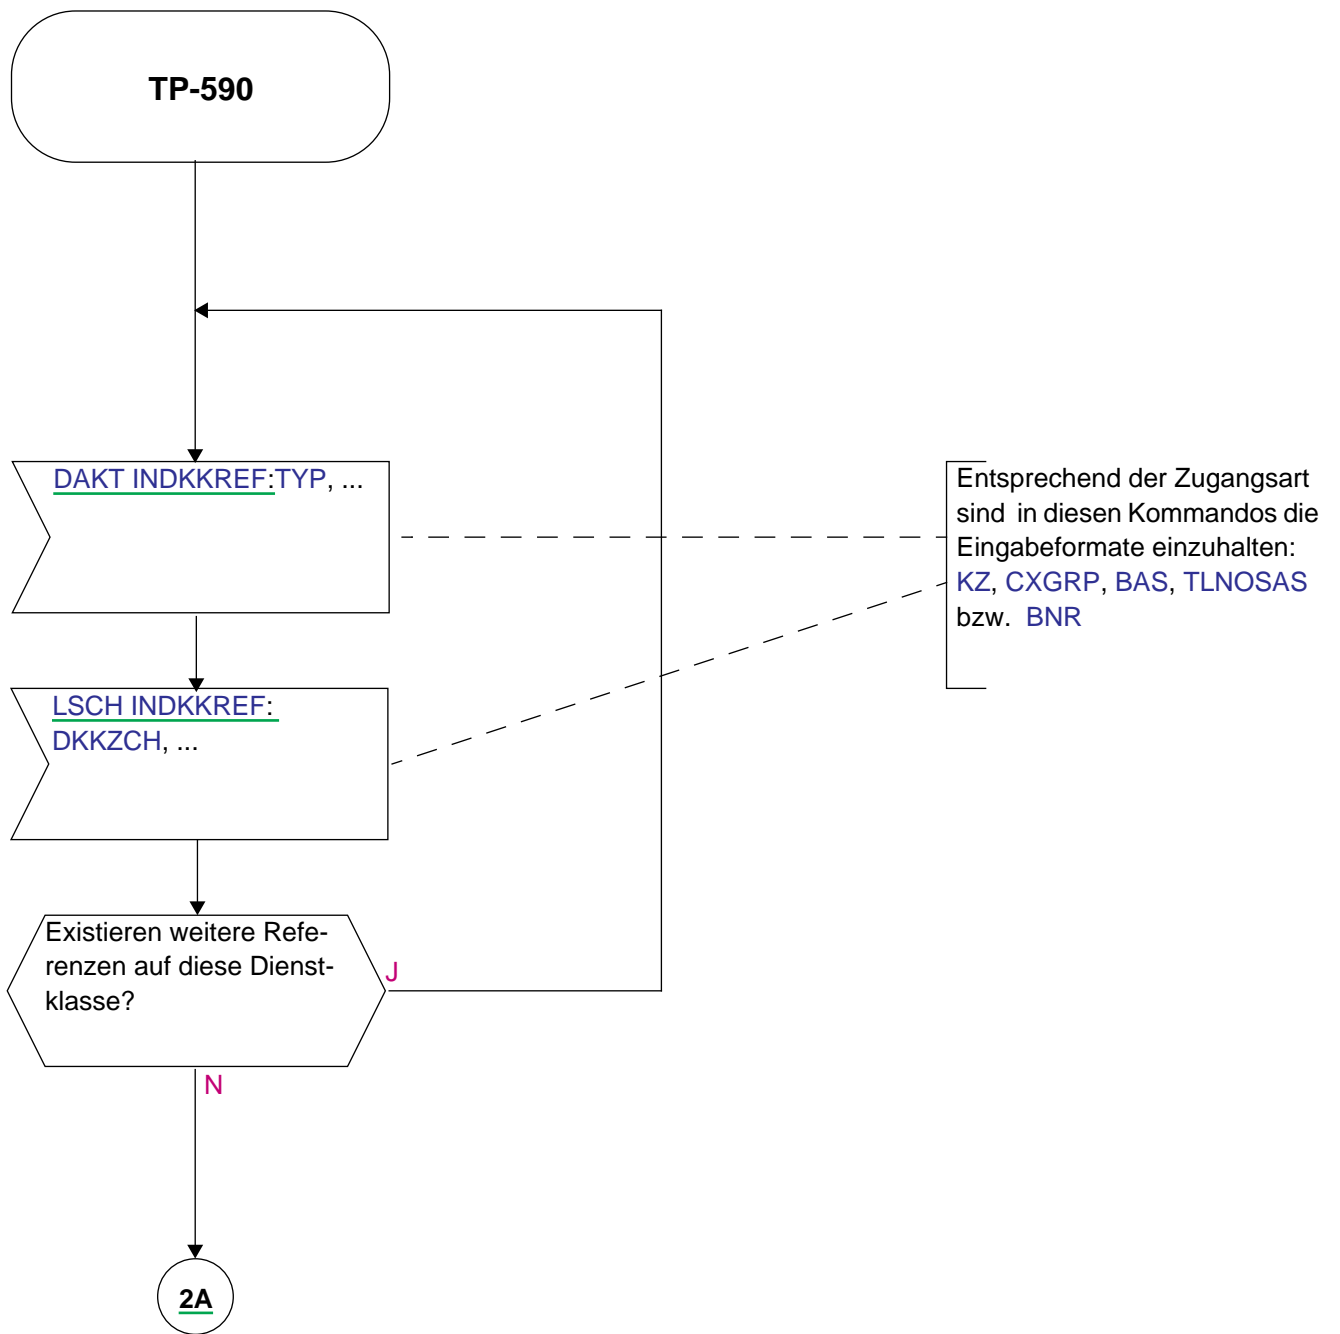 TP-590
DAKT INDKKREF:TYP, ...
Entsprechend der Zugangsart
sind in diesen Kommandos die
Eingabeformate einzuhalten:
KZ, CXGRP, BAS, TLNOSAS
bzw. BNR
LSCH INDKKREF:
DKKZCH, ...
Existieren weitere Refe-
renzen auf diese Dienst-
klasse?
J
N
2A